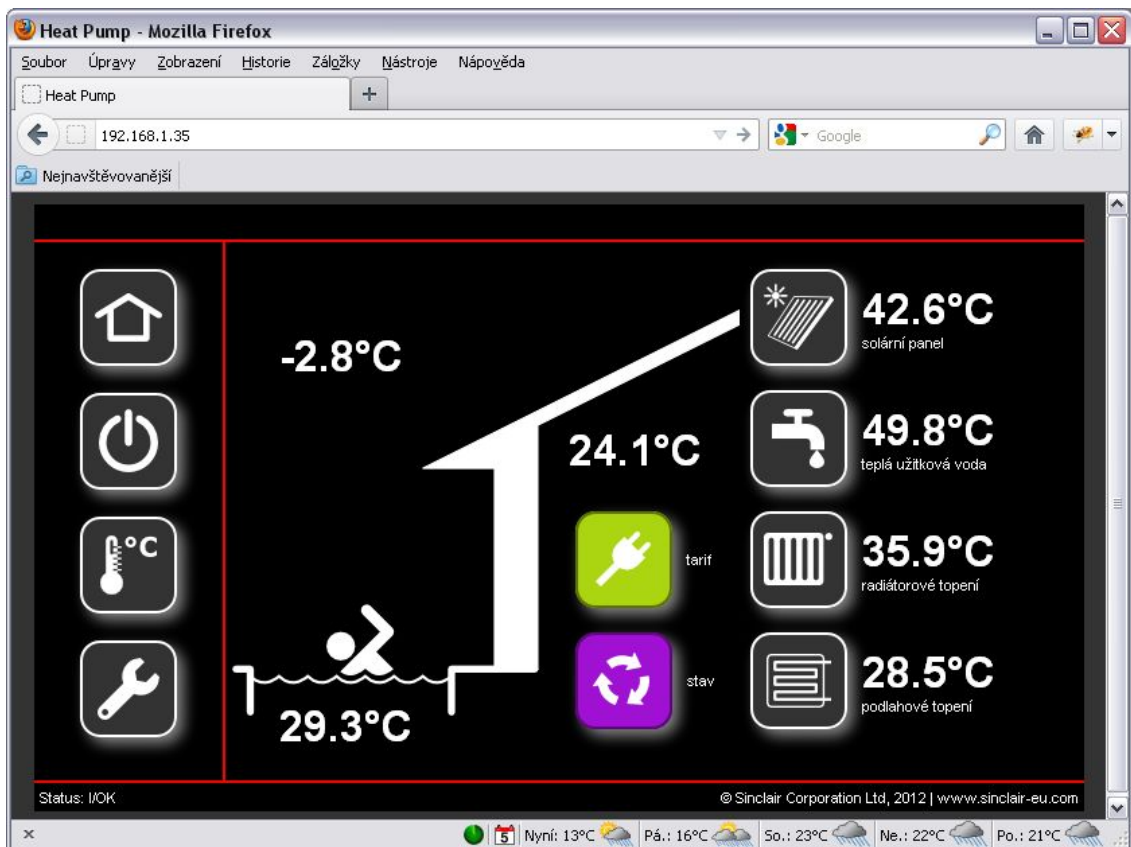 Heat Pump - Mozilla Firefox
Soubor Úpravy Zobrazení Historie Záložky Nástroje Nápověda
Heat Pump
192.168.1.35
Google
Nejnavštěvovanější
-2.8°C
24.1°C
29.3°C
°C
tarif
stav
42.6°C
solární panel
49.8°C
teplá užitková voda
35.9°C
radiátorové topení
28.5°C
podlahové topení
Status: I/OK
© Sinclair Corporation Ltd, 2012 | www.sinclair-eu.com
5 Nyní: 13°C Pá.: 16°C So.: 23°C Ne.: 22°C Po.: 21°C